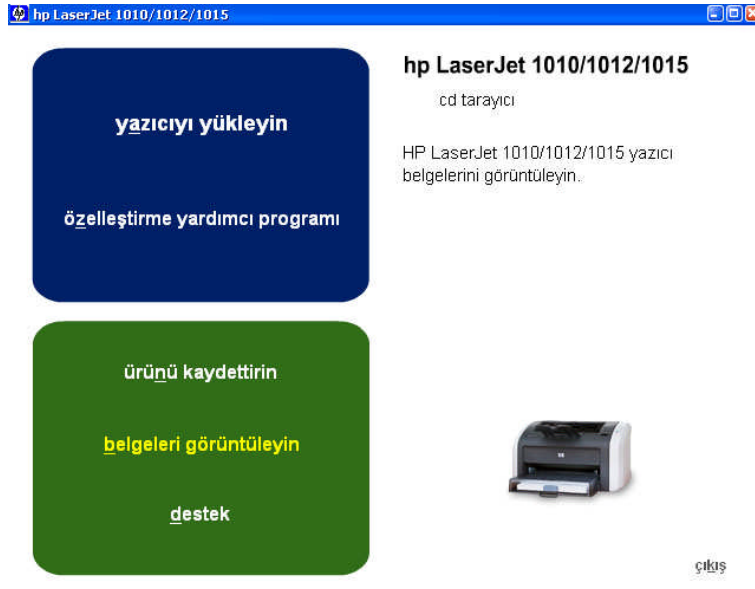 hp LaserJet 1010/1012/1015
yazıcıyı yükleyin
özelleştirme yardımcı programı
ürünü kaydettirin
belgeleri görüntüleyin
destek
hp LaserJet 1010/1012/1015
cd tarayıcı
HP LaserJet 1010/1012/1015 yazıcı
belgelerini görüntüleyin.
çıkış